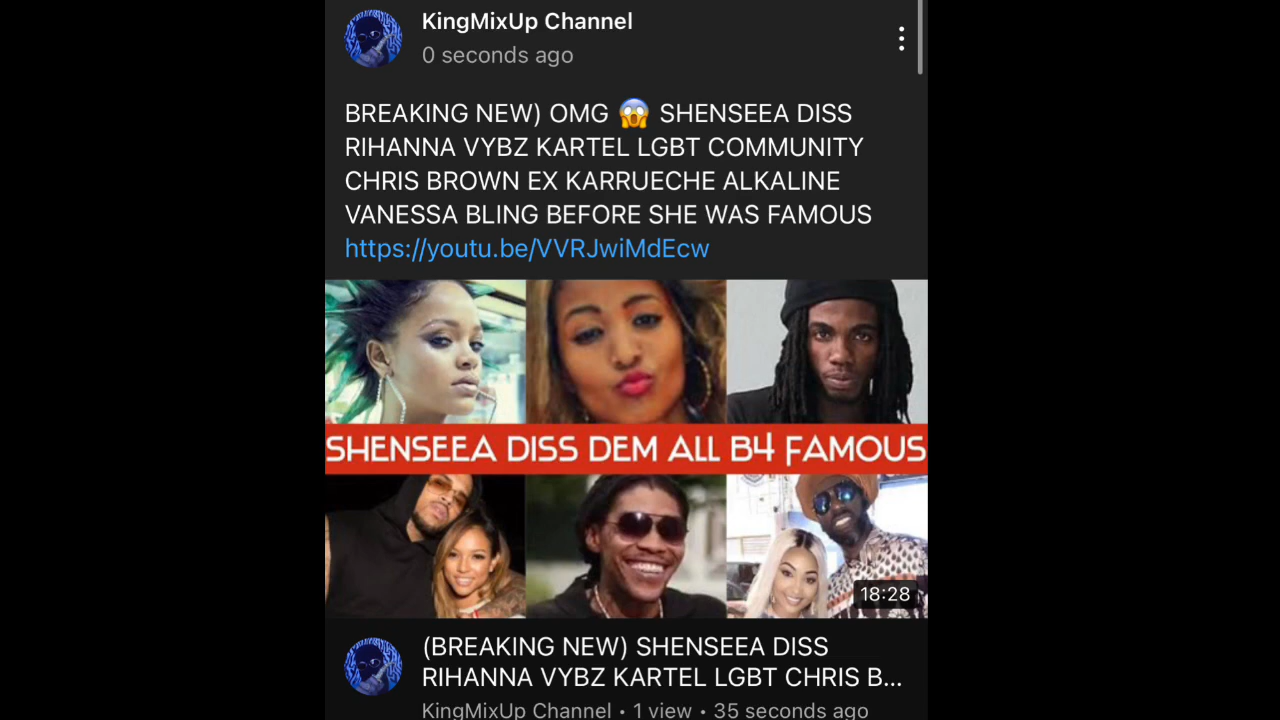 KingMixUp Channel
0 seconds ago
BREAKING NEW) OMG 😱 SHENSEEA DISS
RIHANNA VYBZ KARTEL LGBT COMMUNITY
CHRIS BROWN EX KARRUECHE ALKALINE
VANESSA BLING BEFORE SHE WAS FAMOUS
https://youtu.be/VVRJwiMdEcw
SHENSEEA DISS DEM ALL B4 FAMOUS
18:28
(BREAKING NEW) SHENSEEA DISS
RIHANNA VYBZ KARTEL LGBT CHRIS B...
KingMixUp Channel • 1 view • 35 seconds ago